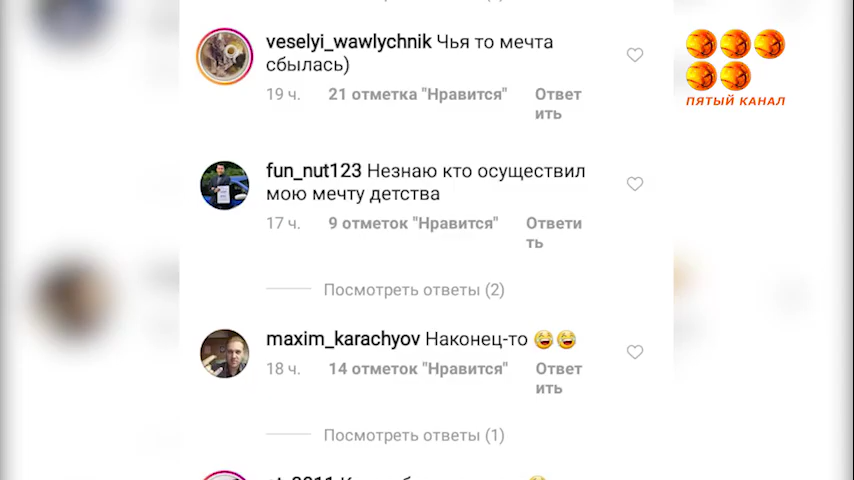 veselyi_wawlychnik Чья то мечта
сбылась)
19 ч. 21 отметка "Нравится" Ответ
ить
ПЯТЫЙ КАНАЛ
fun_nut123 Незнаю кто осуществил
мою мечту детства
17 ч. 9 отметок "Нравится" Ответи
ть
Посмотреть ответы (2)
maxim_karachyov Наконец-то 😂😂
18 ч. 14 отметок "Нравится" Ответ
ить
Посмотреть ответы (1)